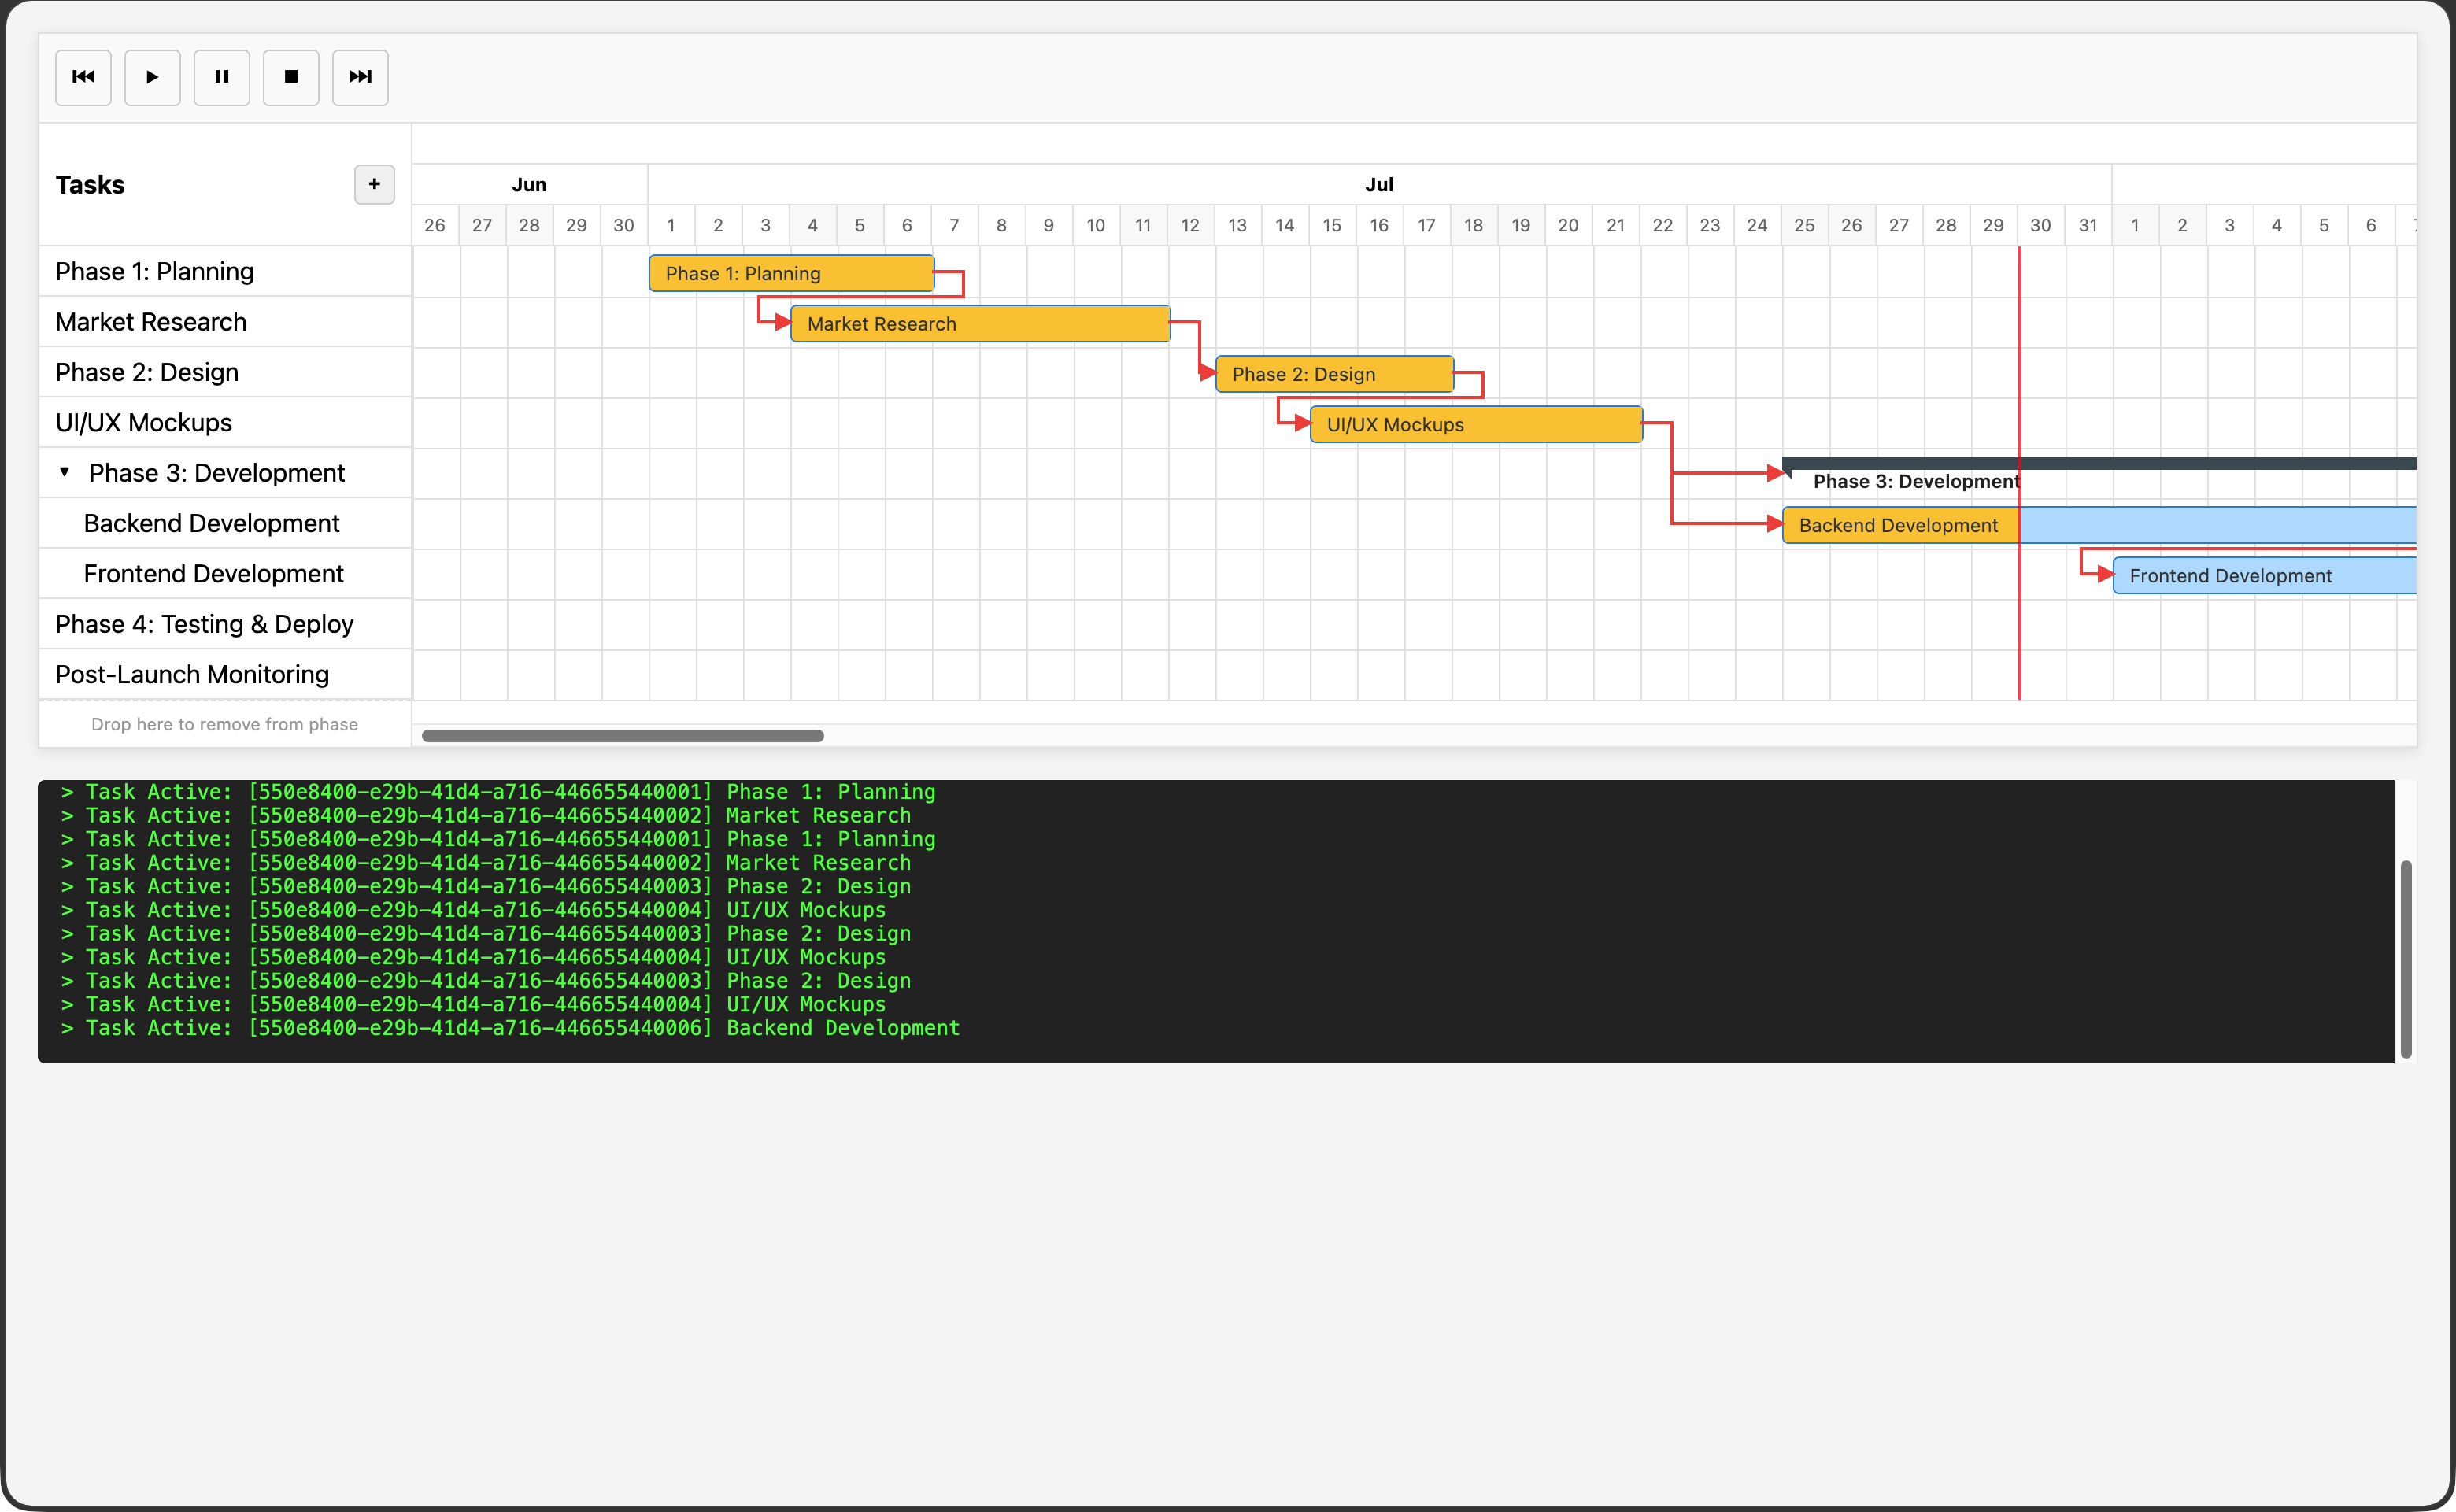 Tasks
+
Jun
Jul
26 27 28 29 30 1 2 3 4 5 6 7 8 9 10 11 12 13 14 15 16 17 18 19 20 21 22 23 24 25 26 27 28 29 30 31 1 2 3 4 5 6
Phase 1: Planning
Phase 1: Planning
Market Research
Market Research
Phase 2: Design
Phase 2: Design
UI/UX Mockups
UI/UX Mockups
Phase 3: Development
Phase 3: Development
Backend Development
Backend Development
Frontend Development
Frontend Development
Phase 4: Testing & Deploy
Post-Launch Monitoring
Drop here to remove from phase
> Task Active: [550e8400-e29b-41d4-a716-446655440001] Phase 1: Planning
> Task Active: [550e8400-e29b-41d4-a716-446655440002] Market Research
> Task Active: [550e8400-e29b-41d4-a716-446655440001] Phase 1: Planning
> Task Active: [550e8400-e29b-41d4-a716-446655440002] Market Research
> Task Active: [550e8400-e29b-41d4-a716-446655440003] Phase 2: Design
> Task Active: [550e8400-e29b-41d4-a716-446655440004] UI/UX Mockups
> Task Active: [550e8400-e29b-41d4-a716-446655440003] Phase 2: Design
> Task Active: [550e8400-e29b-41d4-a716-446655440004] UI/UX Mockups
> Task Active: [550e8400-e29b-41d4-a716-446655440003] Phase 2: Design
> Task Active: [550e8400-e29b-41d4-a716-446655440004] UI/UX Mockups
> Task Active: [550e8400-e29b-41d4-a716-446655440006] Backend Development